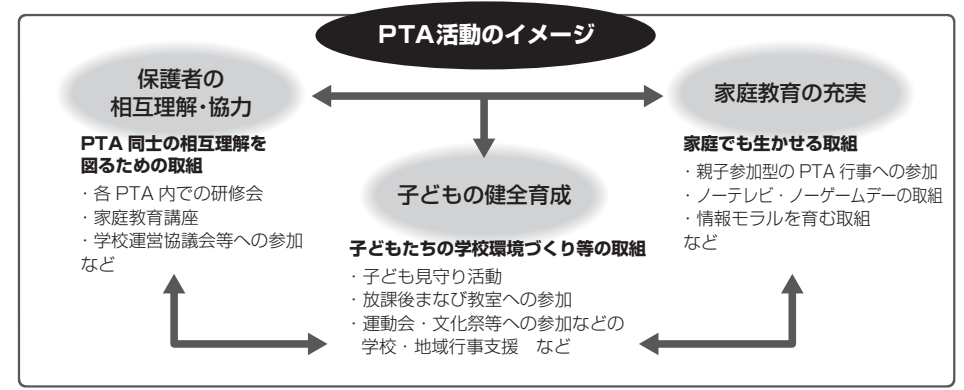 PTA活動のイメージ
保護者の
相互理解・協力
PTA 同士の相互理解を
図るための取組
・各 PTA 内での研修会
・家庭教育講座
・学校運営協議会等への参加
など
子どもの健全育成
子どもたちの学校環境づくり等の取組
・子ども見守り活動
・放課後まなび教室への参加
・運動会・文化祭等への参加などの
学校・地域行事支援　など
家庭教育の充実
家庭でも生かせる取組
・親子参加型の PTA 行事への参加
・ノーテレビ・ノーゲームデーの取組
・情報モラルを育む取組
など